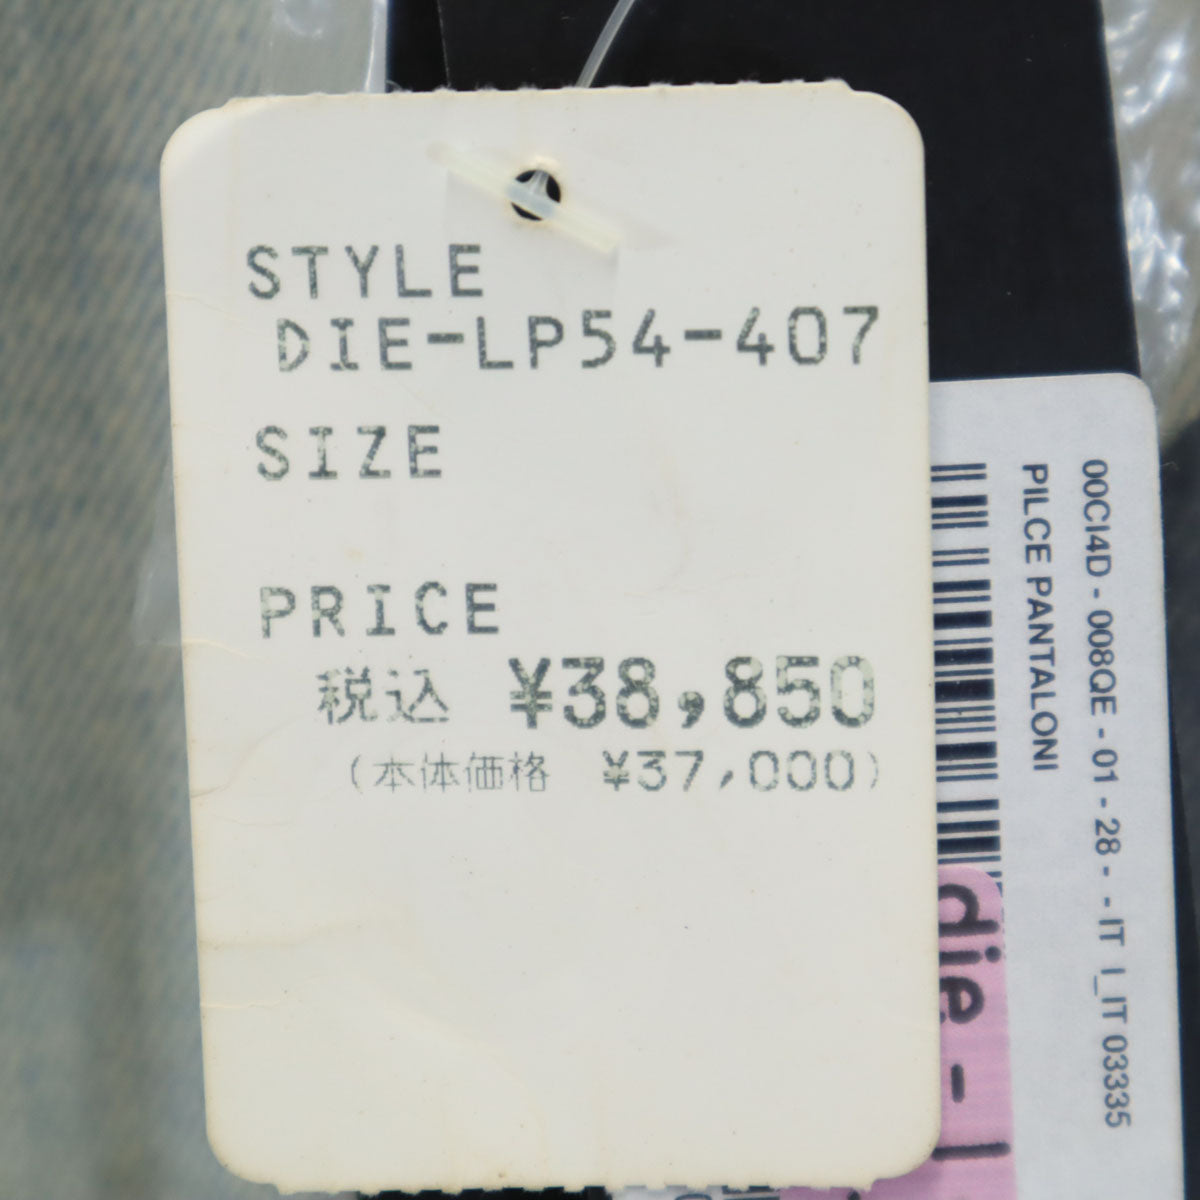 STYLE
DIE-LP54-407
SIZE
PRICE
税込 ¥38,850
(本体価格 ¥37,000)
00CI4D - 008QE - 01 - 28 - - IT I_IT 03335
PILCE PANTALONI
die - l